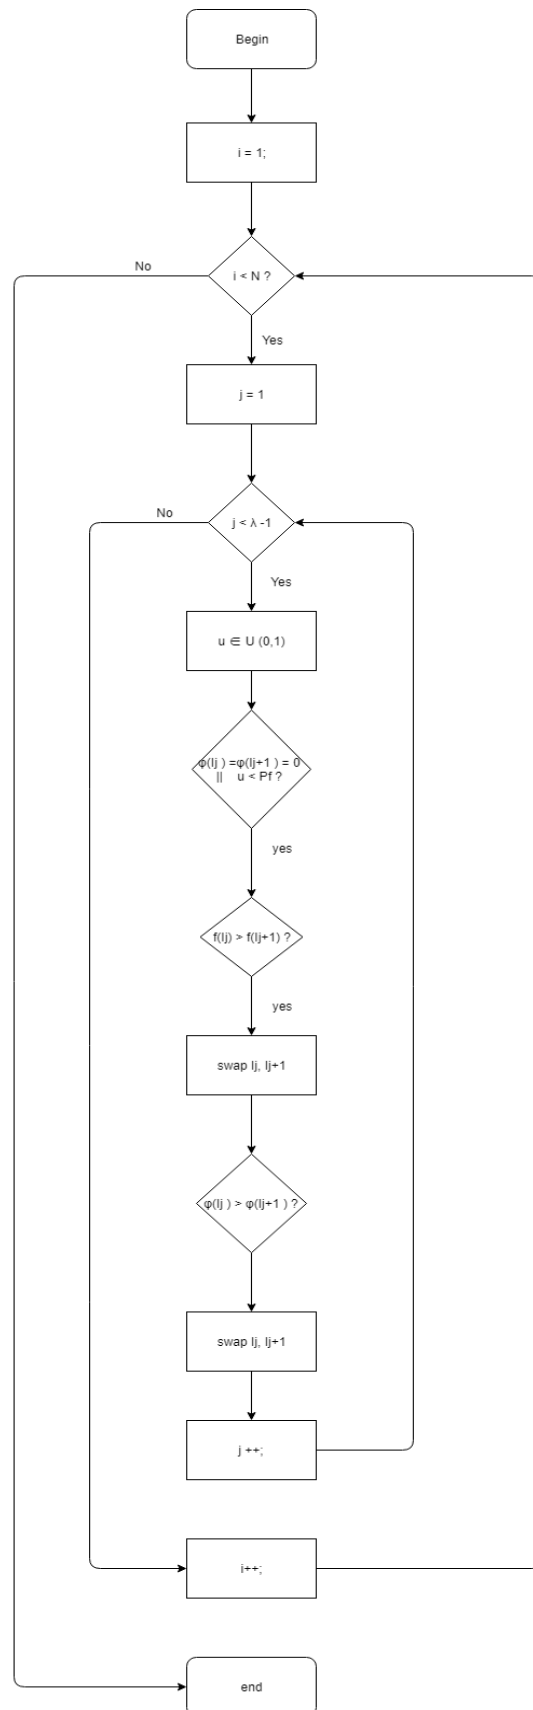 Begin
i = 1;
No
i < N ?
Yes
j = 1
No
j < λ -1
Yes
u ∈ U (0,1)
φ(Ij ) =φ(Ij+1 ) = 0
|| u < Pf ?
yes
f(Ij) > f(Ij+1) ?
yes
swap Ij, Ij+1
φ(Ij ) > φ(Ij+1 ) ?
swap Ij, Ij+1
j ++;
i++;
end